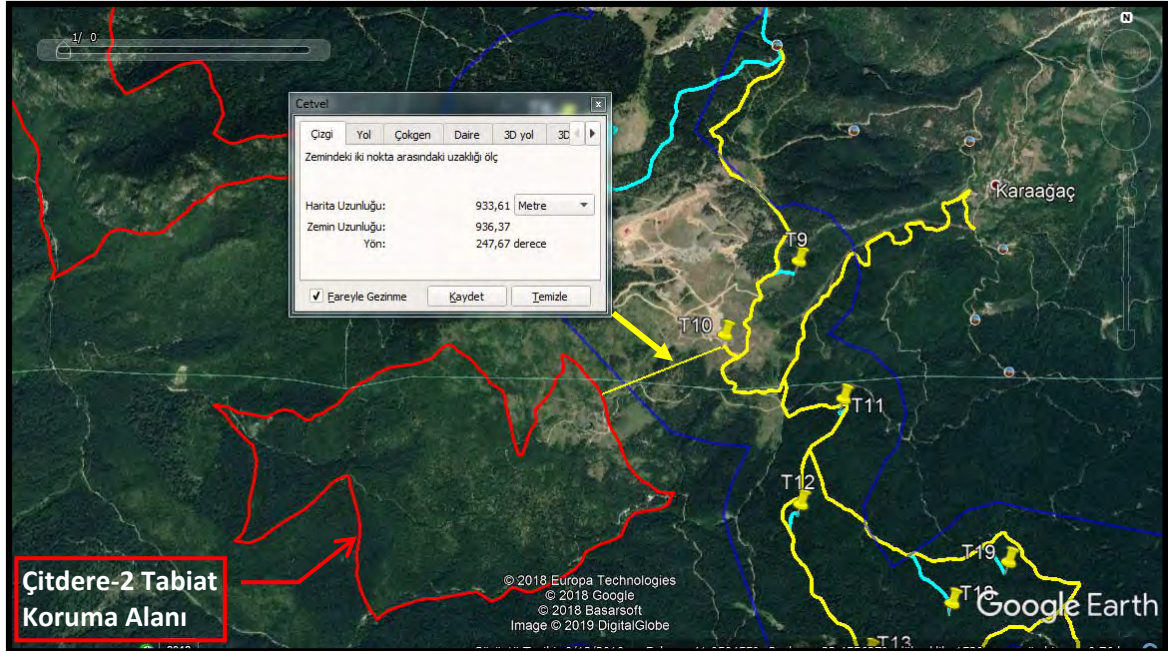 1/ 0
N
Cetvel
Çizgi Yol Çokgen Daire 3D yol 3D
Zemindeki iki nokta arasındaki uzaklığı ölç
Harita Uzunluğu: 933,61 Metre
Zemin Uzunluğu: 936,37
Yön: 247,67 derece
Fareyle Gezinme Kaydet Temizle
Karaağaç
T9
T10
T11
T12
T19
T18
T13
Çitdere-2 Tabiat
Koruma Alanı
© 2018 Europa Technologies
© 2018 Google
© 2018 Basarsoft
Image © 2019 DigitalGlobe
Google Earth